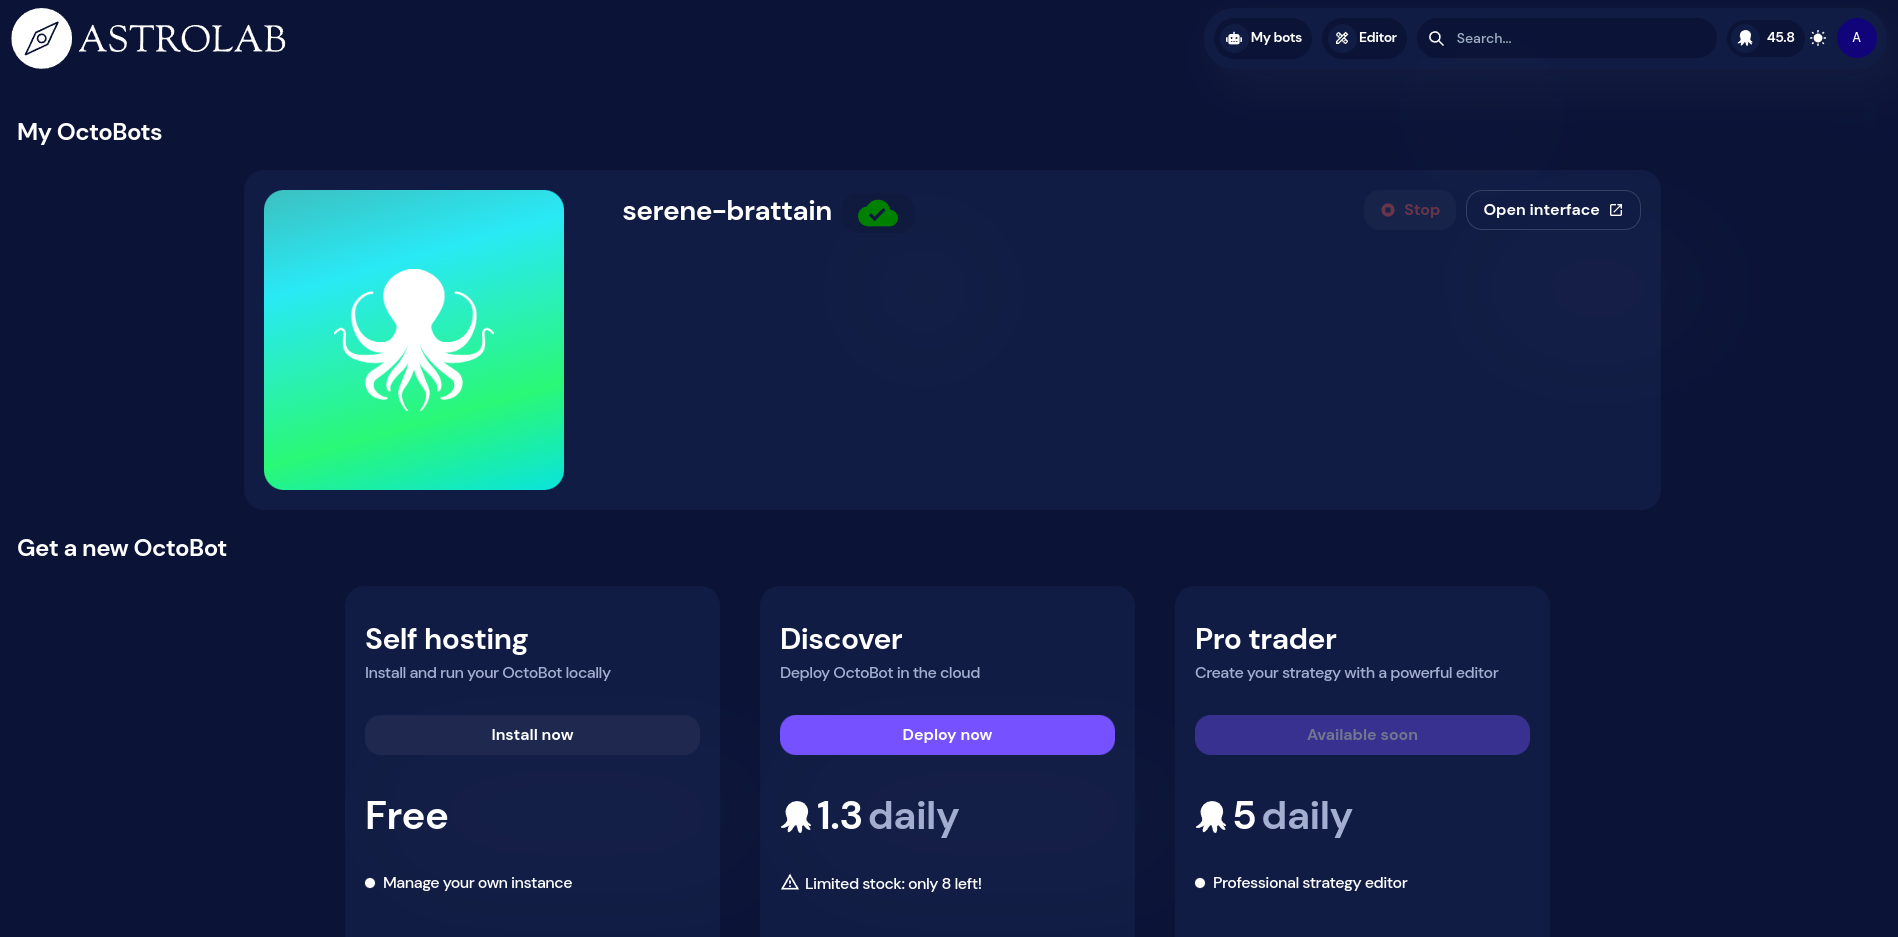 ASTROLAB
My bots
Editor
Search...
45.8
A
My OctoBots
serene-brattain
Stop
Open interface
Get a new OctoBot
Self hosting
Install and run your OctoBot locally
Install now
Free
Manage your own instance
Discover
Deploy OctoBot in the cloud
Deploy now
1.3 daily
Limited stock: only 8 left!
Pro trader
Create your strategy with a powerful editor
Available soon
5 daily
Professional strategy editor